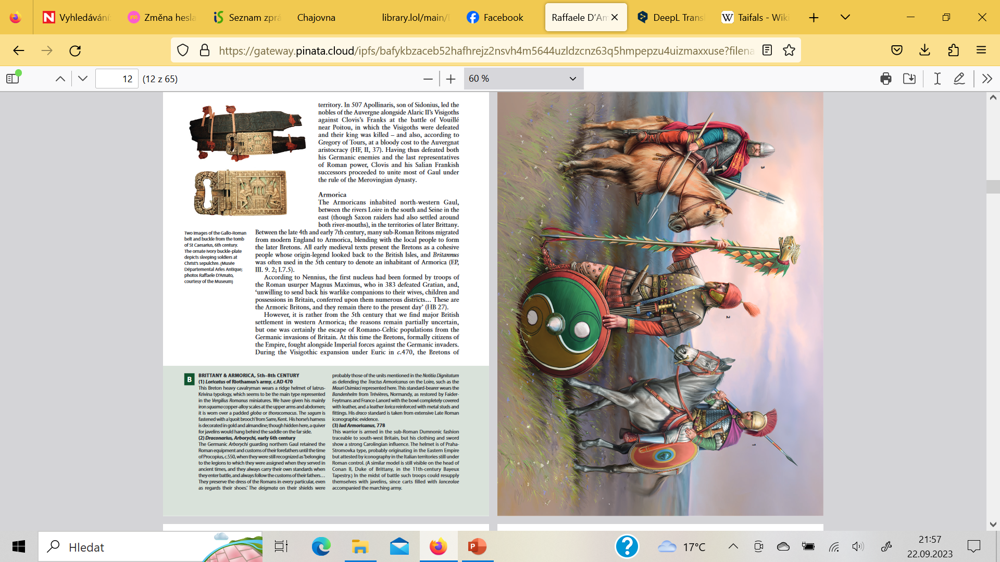 Vyhledávání
Změna hesla
Seznam zprá
Chajovna
library.lol/main/
Facebook
Raffaele D'Am
DeepL Transl
W
Taifals - Wiki
https://gateway.pinata.cloud/ipfs/bafykbzaceb52hafhrejz2nsvh4m5644uzldzcnz63q5hmpepzu4uizmaxxuse?filena
12
(12 z 65)
60 %
territory. In 507 Apollinaris, son of Sidonius, led the
nobles of the Auvergne alongside Alaric II's Visigoths
against Clovis's Franks at the battle of Vouillé
near Poitou, in which the Visigoths were defeated
and their king was killed – and also, according to
Gregory of Tours, at a bloody cost to the Auvergnat
aristocracy (HF, II, 37). Having thus defeated both
his Germanic enemies and the last representatives
of Roman power, Clovis and his Salian Frankish
successors proceeded to unite most of Gaul under
the rule of the Merovingian dynasty.
Armorica
The Armoricans inhabited north-western Gaul,
between the rivers Loire in the south and Seine in the
east (though Saxon raiders had also settled around
both river-mouths), in the territories of later Brittany.
Between the late 4th and early 7th century, many sub-Roman Britons migrated
from modern England to Armorica, blending with the local people to form
the later Bretons. All early medieval texts present the Bretons as a cohesive
people whose origin-legend looked back to the British Isles, and Britannus
was often used in the 5th century to denote an inhabitant of Armorica (EP,
III. 9. 2; I.7.5).
According to Nennius, the first nucleus had been formed by troops of
the Roman usurper Magnus Maximus, who in 383 defeated Gratian, and,
'unwilling to send back his warlike companions to their wives, children and
possessions in Britain, conferred upon them numerous districts… These are
the Armoric Britons, and they remain there to the present day' (HB 27).
However, it is rather from the 5th century that we find major British
settlement in western Armorica; the reasons remain partially uncertain,
but one was certainly the escape of Romano-Celtic populations from the
Germanic invasions of Britain. At this time the Bretons, formally citizens of
the Empire, fought alongside Imperial forces against the Germanic invaders.
During the Visigothic expansion under Euric in c.470, the Bretons of
Two images of the Gallo-Roman
belt and buckle from the tomb
of St Caesarius, 6th century.
The ornate ivory buckle-plate
depicts sleeping soldiers at
Christ's sepulchre. (Musée
Départemental Arles Antique;
photos Raffaele D'Amato,
courtesy of the Museum)
B
BRITTANY & ARMORICA, 5th–8th CENTURY
(1) Loricatus of Riothamus's army, c.AD 470
This Breton heavy cavalryman wears a ridge helmet of Iatrus-
Krivina typology, which seems to be the main type represented
in the Vergilius Romanus miniatures. We have given his mainly
iron squama copper-alloy scales at the upper arms and abdomen;
it is worn over a padded globa or thoracomacus. The sagum is
fastened with a 'quoit brooch' from Sarre, Kent. His horse's harness
is decorated in gold and almandine; though hidden here, a quiver
for javelins would hang behind the saddle on the far side.
(2) Draconarius, Arborychi, early 6th century
The Germanic Arborychi guarding northern Gaul retained the
Roman equipment and customs of their forefathers until the time
of Procopius, c.550, when they were still recognized as 'belonging
to the legions to which they were assigned when they served in
ancient times, and they always carry their own standards when
they enter battle, and always follow the customs of their fathers…
They preserve the dress of the Romans in every particular, even
as regards their shoes.' The deigmata on their shields were
probably those of the units mentioned in the Notitia Dignitatum
as defending the Tractus Armoricanus on the Loire, such as the
Mauri Osimiaci represented here. This standard-bearer wears the
Bandenhelm from Trévières, Normandy, as restored by Faider-
Feytmans and France-Lanord with the bowl completely covered
with leather, and a leather lorica reinforced with metal studs and
fittings. His draco standard is taken from extensive Late Roman
iconographic evidence.
(3) Iud Armoricanus, 778
This warrior is armed in the sub-Roman Dumnonic fashion
traceable to south-west Britain, but his clothing and sword
show a strong Carolingian influence. The helmet is of Praha-
Stromovka type, probably originating in the Eastern Empire
but attested by iconography in the Italian territories still under
Roman control. (A similar model is still visible on the head of
Conan II, Duke of Brittany, in the 11th-century Bayeux
Tapestry.) In the midst of battle such troops could resupply
themselves with javelins, since carts filled with lanceolae
accompanied the marching army.
3
2
1
Hledat
P
?
17°C
21:57
22.09.2023